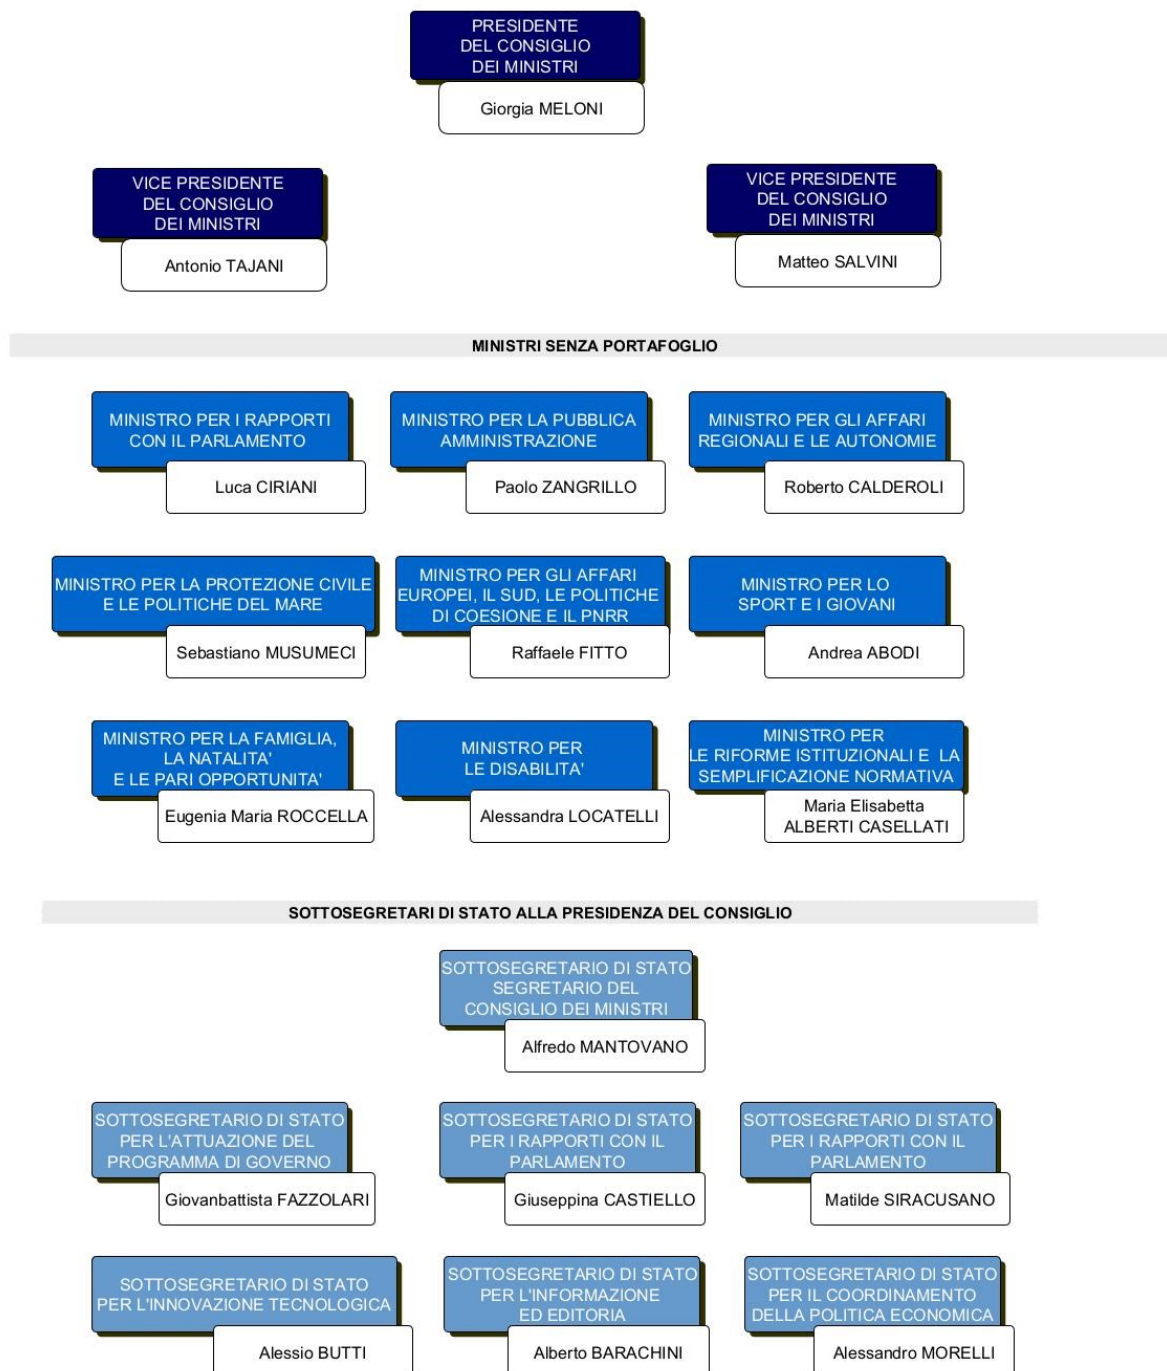 PRESIDENTE
DEL CONSIGLIO
DEI MINISTRI
Giorgia MELONI
VICE PRESIDENTE
DEL CONSIGLIO
DEI MINISTRI
Antonio TAJANI
VICE PRESIDENTE
DEL CONSIGLIO
DEI MINISTRI
Matteo SALVINI
MINISTRI SENZA PORTAFOGLIO
MINISTRO PER I RAPPORTI
CON IL PARLAMENTO
Luca CIRIANI
MINISTRO PER LA PUBBLICA
AMMINISTRAZIONE
Paolo ZANGRILLO
MINISTRO PER GLI AFFARI
REGIONALI E LE AUTONOMIE
Roberto CALDEROLI
MINISTRO PER LA PROTEZIONE CIVILE
E LE POLITICHE DEL MARE
Sebastiano MUSUMECI
MINISTRO PER GLI AFFARI
EUROPEI, IL SUD, LE POLITICHE
DI COESIONE E IL PNRR
Raffaele FITTO
MINISTRO PER LO
SPORT E I GIOVANI
Andrea ABODI
MINISTRO PER LA FAMIGLIA,
LA NATALITA'
E LE PARI OPPORTUNITA'
Eugenia Maria ROCCELLA
MINISTRO PER
LE DISABILITA'
Alessandra LOCATELLI
MINISTRO PER
LE RIFORME ISTITUZIONALI E LA
SEMPLIFICAZIONE NORMATIVA
Maria Elisabetta
ALBERTI CASELLATI
SOTTOSEGRETARI DI STATO ALLA PRESIDENZA DEL CONSIGLIO
SOTTOSEGRETARIO DI STATO
SEGRETARIO DEL
CONSIGLIO DEI MINISTRI
Alfredo MANTOVANO
SOTTOSEGRETARIO DI STATO
PER L'ATTUAZIONE DEL
PROGRAMMA DI GOVERNO
Giovanbattista FAZZOLARI
SOTTOSEGRETARIO DI STATO
PER I RAPPORTI CON IL
PARLAMENTO
Giuseppina CASTIELLO
SOTTOSEGRETARIO DI STATO
PER I RAPPORTI CON IL
PARLAMENTO
Matilde SIRACUSANO
SOTTOSEGRETARIO DI STATO
PER L'INNOVAZIONE TECNOLOGICA
Alessio BUTTI
SOTTOSEGRETARIO DI STATO
PER L'INFORMAZIONE
ED EDITORIA
Alberto BARACHINI
SOTTOSEGRETARIO DI STATO
PER IL COORDINAMENTO
DELLA POLITICA ECONOMICA
Alessandro MORELLI